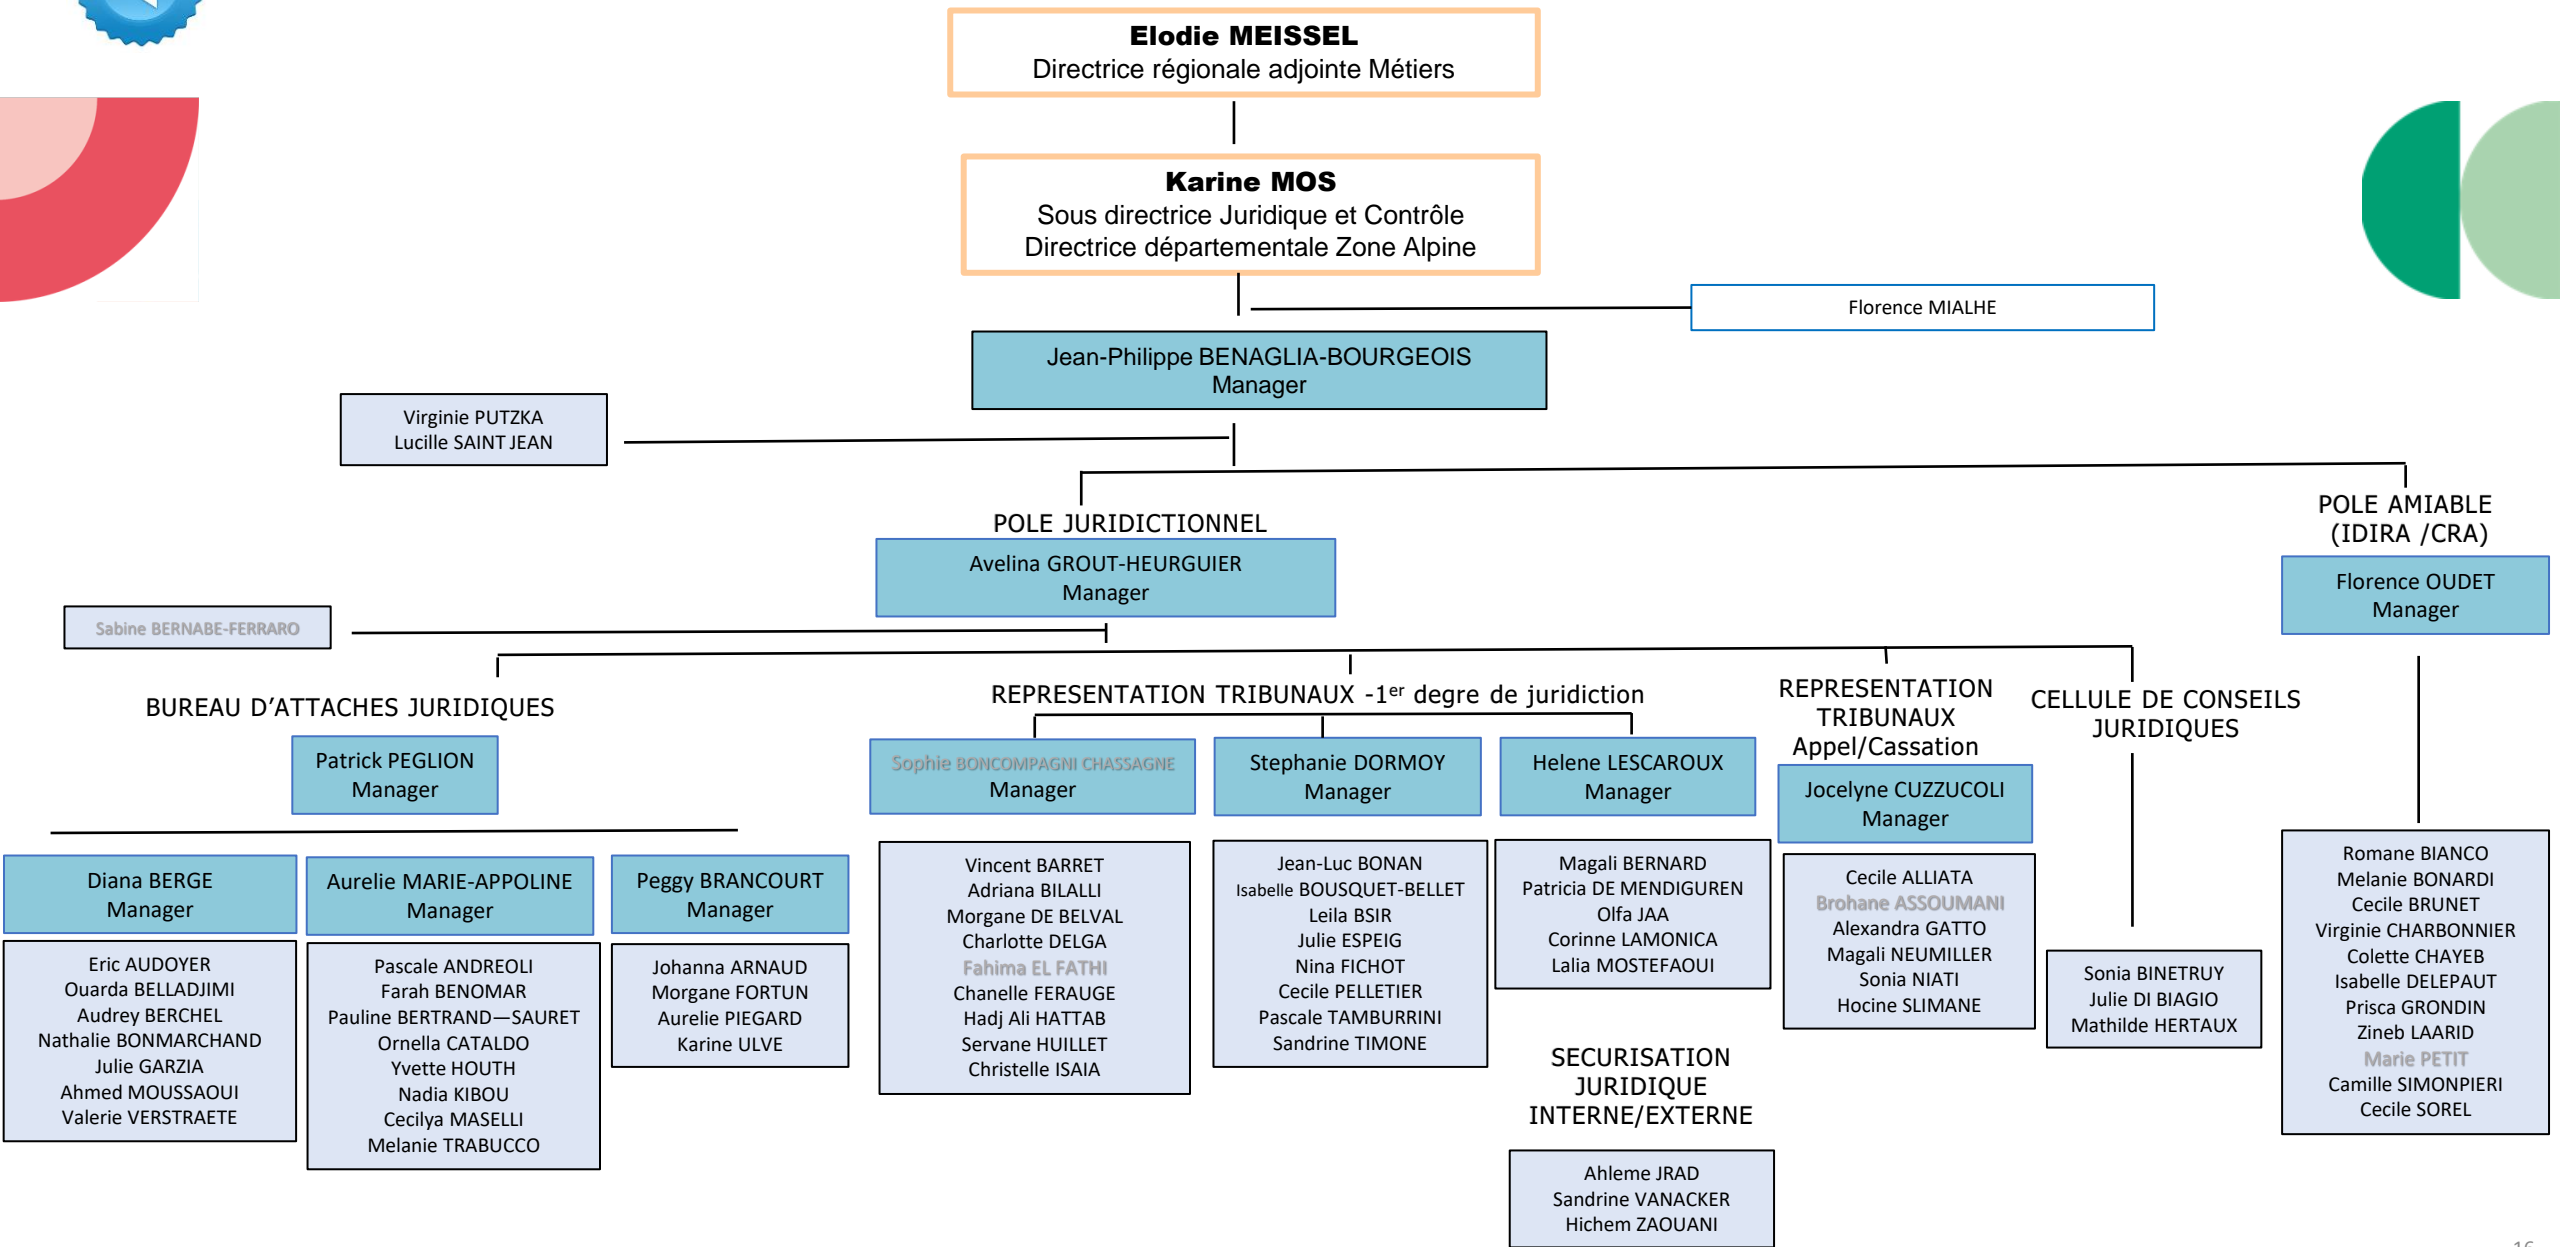 Elodie MEISSEL
Directrice régionale adjointe Métiers
Karine MOS
Sous directrice Juridique et Contrôle
Directrice départementale Zone Alpine
Florence MIALHE
Jean-Philippe BENAGLIA-BOURGEOIS
Manager
Virginie PUTZKA
Lucille SAINT JEAN
POLE JURIDICTIONNEL
Avelina GROUT-HEURGUIER
Manager
POLE AMIABLE
(IDIRA /CRA)
Florence OUDET
Manager
Sabine BERNABE-FERRARO
BUREAU D'ATTACHES JURIDIQUES
Patrick PEGLION
Manager
Diana BERGE
Manager
Eric AUDOYER
Ouarda BELLADJIMI
Audrey BERCHEL
Nathalie BONMARCHAND
Julie GARZIA
Ahmed MOUSSAOUI
Valerie VERSTRAETE
Aurelie MARIE-APPOLINE
Manager
Pascale ANDREOLI
Farah BENOMAR
Pauline BERTRAND—SAURET
Ornella CATALDO
Yvette HOUTH
Nadia KIBOU
Cecilya MASELLI
Melanie TRABUCCO
Peggy BRANCOURT
Manager
Johanna ARNAUD
Morgane FORTUN
Aurelie PIEGARD
Karine ULVE
REPRESENTATION TRIBUNAUX -1er degre de juridiction
Sophie BONCOMPAGNI CHASSAGNE
Manager
Vincent BARRET
Adriana BILALLI
Morgane DE BELVAL
Charlotte DELGA
Fahima EL FATHI
Chanelle FERAUGE
Hadj Ali HATTAB
Servane HUILLET
Christelle ISAIA
Stephanie DORMOY
Manager
Jean-Luc BONAN
Isabelle BOUSQUET-BELLET
Leila BSIR
Julie ESPEIG
Nina FICHOT
Cecile PELLETIER
Pascale TAMBURRINI
Sandrine TIMONE
Helene LESCAROUX
Manager
Magali BERNARD
Patricia DE MENDIGUREN
Olfa JAA
Corinne LAMONICA
Lalia MOSTEFAOUI
SECURISATION
JURIDIQUE
INTERNE/EXTERNE
Ahleme JRAD
Sandrine VANACKER
Hichem ZAOUANI
REPRESENTATION
TRIBUNAUX
Appel/Cassation
Jocelyne CUZZUCOLI
Manager
Cecile ALLIATA
Brohane ASSOUMANI
Alexandra GATTO
Magali NEUMILLER
Sonia NIATI
Hocine SLIMANE
CELLULE DE CONSEILS
JURIDIQUES
Sonia BINETRUY
Julie DI BIAGIO
Mathilde HERTAUX
Romane BIANCO
Melanie BONARDI
Cecile BRUNET
Virginie CHARBONNIER
Colette CHAYEB
Isabelle DELEPAUT
Prisca GRONDIN
Zineb LAARID
Marie PETIT
Camille SIMONPIERI
Cecile SOREL